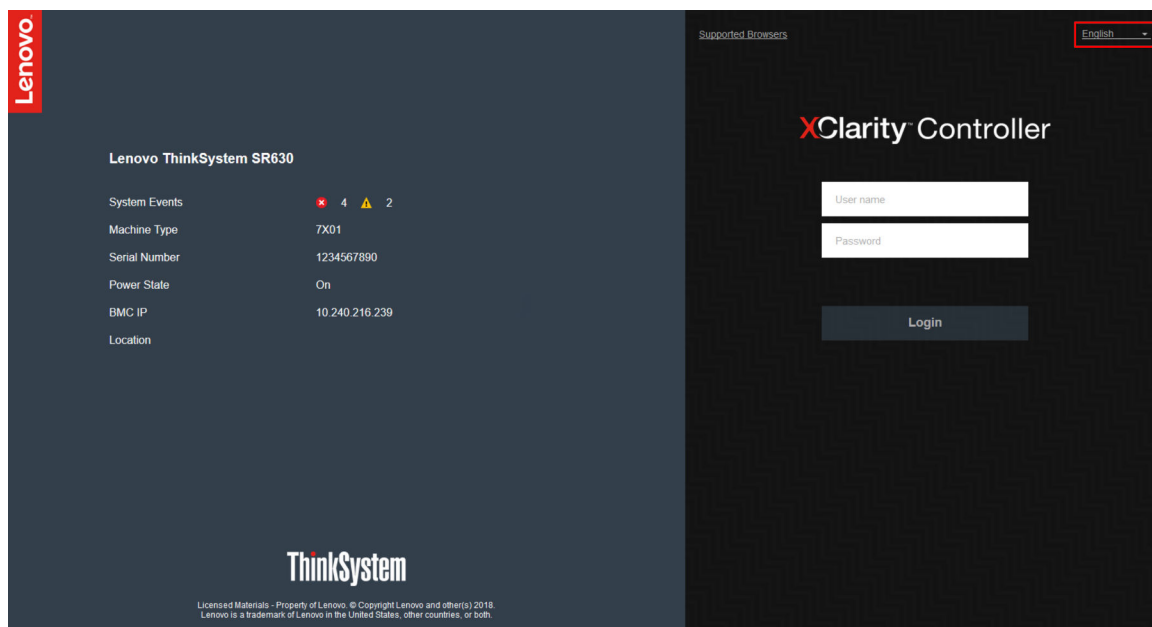 Lenovo
Supported Browsers
English
XClarity™ Controller
Lenovo ThinkSystem SR630
System Events 4 2
Machine Type 7X01
Serial Number 1234567890
Power State On
BMC IP 10.240.216.239
Location
User name
Password
Login
ThinkSystem
Licensed Materials - Property of Lenovo. © Copyright Lenovo and other(s) 2018.
Lenovo is a trademark of Lenovo in the United States, other countries, or both.